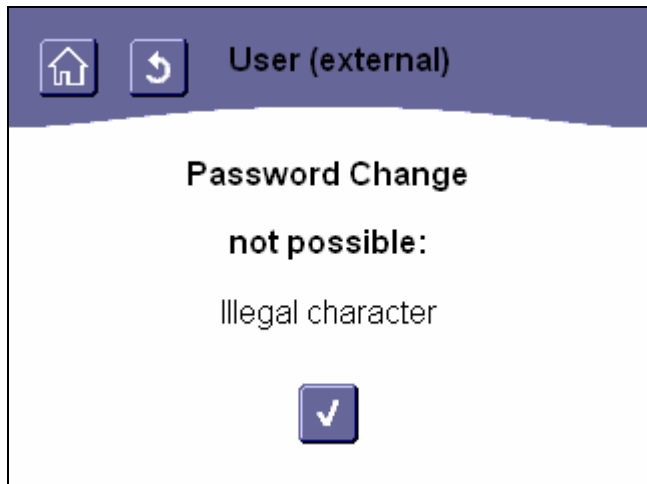 User (external)
Password Change
not possible:
Illegal character